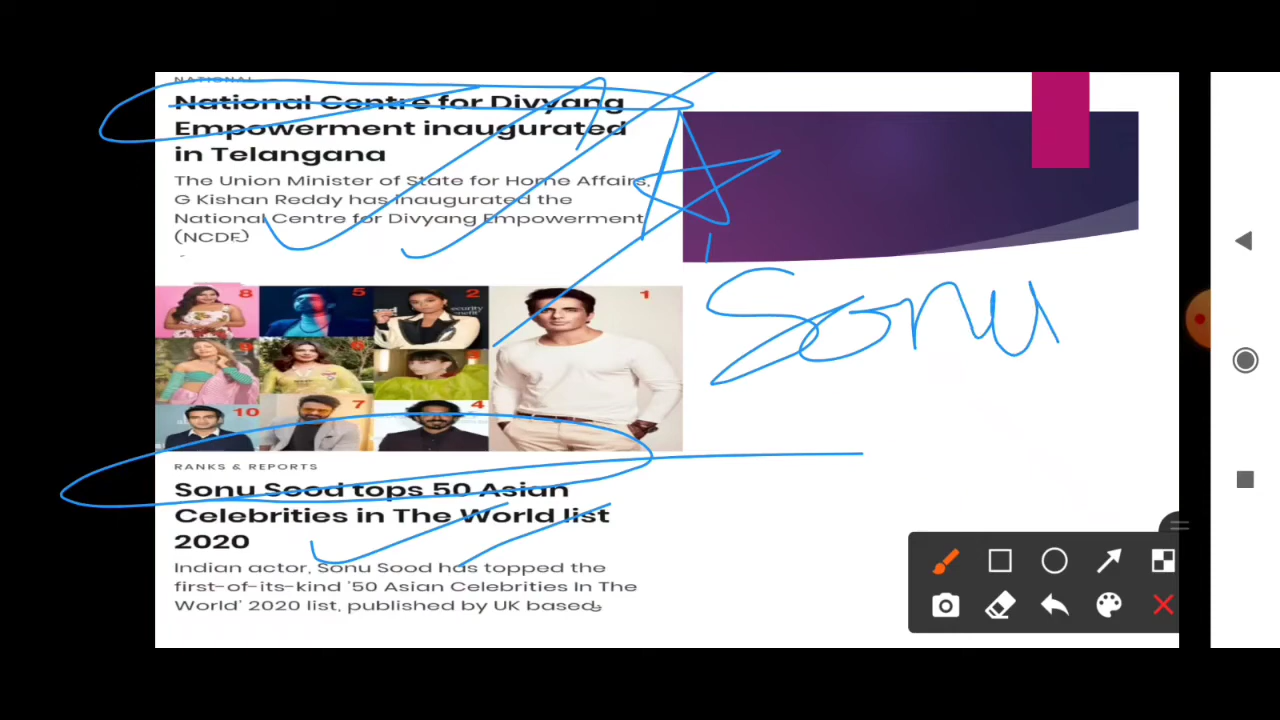 NATIONAL
National Centre for Divyang
Empowerment inaugurated
in Telangana
The Union Minister of State for Home Affairs,
G Kishan Reddy has inaugurated the
National Centre for Divyang Empowerment
(NCDE)
8
5
2
1
7
10
4
Sonu
RANKS & REPORTS
Sonu Sood tops 50 Asian
Celebrities in The World list
2020
Indian actor, Sonu Sood has topped the
first-of-its-kind '50 Asian Celebrities In The
World' 2020 list, published by UK based